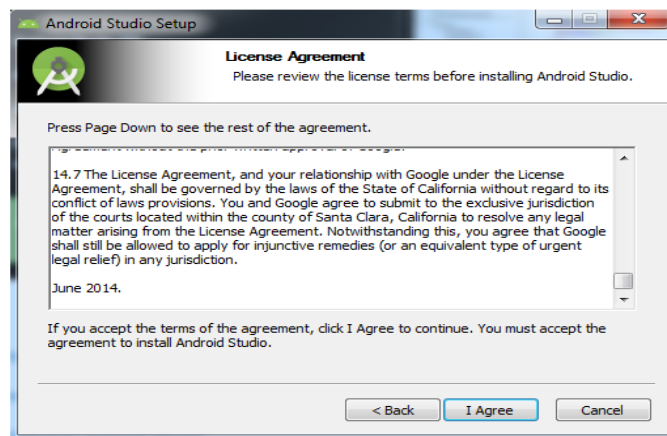 Android Studio Setup
License Agreement
Please review the license terms before installing Android Studio.
Press Page Down to see the rest of the agreement.
14.7 The License Agreement, and your relationship with Google under the License
Agreement, shall be governed by the laws of the State of California without regard to its
conflict of laws provisions. You and Google agree to submit to the exclusive jurisdiction
of the courts located within the county of Santa Clara, California to resolve any legal
matter arising from the License Agreement. Notwithstanding this, you agree that Google
shall still be allowed to apply for injunctive remedies (or an equivalent type of urgent
legal relief) in any jurisdiction.
June 2014.
If you accept the terms of the agreement, click I Agree to continue. You must accept the
agreement to install Android Studio.
< Back I Agree Cancel